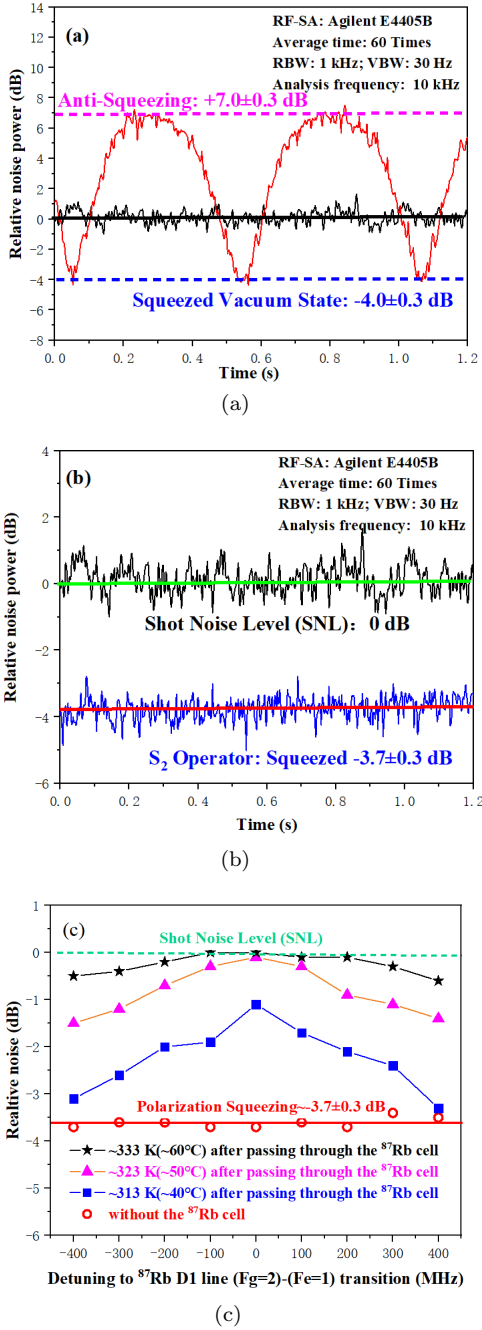 (a)
RF-SA: Agilent E4405B
Average time: 60 Times
RBW: 1 kHz; VBW: 30 Hz
Analysis frequency: 10 kHz
Anti-Squeezing: +7.0±0.3 dB
Squeezed Vacuum State: -4.0±0.3 dB
Relative noise power (dB)
14
12
10
8
6
4
2
0
-2
-4
-6
-8
0.0 0.2 0.4 0.6 0.8 1.0 1.2
Time (s)
(a)
(b)
RF-SA: Agilent E4405B
Average time: 60 Times
RBW: 1 kHz; VBW: 30 Hz
Analysis frequency: 10 kHz
Shot Noise Level (SNL): 0 dB
S2 Operator: Squeezed -3.7±0.3 dB
Relative noise power (dB)
4
2
0
-2
-4
-6
0.0 0.2 0.4 0.6 0.8 1.0 1.2
Time (s)
(b)
(c)
Shot Noise Level (SNL)
Polarization Squeezing~-3.7±0.3 dB
~333 K(~60°C) after passing through the 87Rb cell
~323 K(~50°C) after passing through the 87Rb cell
~313 K(~40°C) after passing through the 87Rb cell
without the 87Rb cell
Realtive noise (dB)
1
0
-1
-2
-3
-4
-5
-6
-400 -300 -200 -100 0 100 200 300 400
Detuning to 87Rb D1 line (Fg=2)-(Fe=1) transition (MHz)
(c)